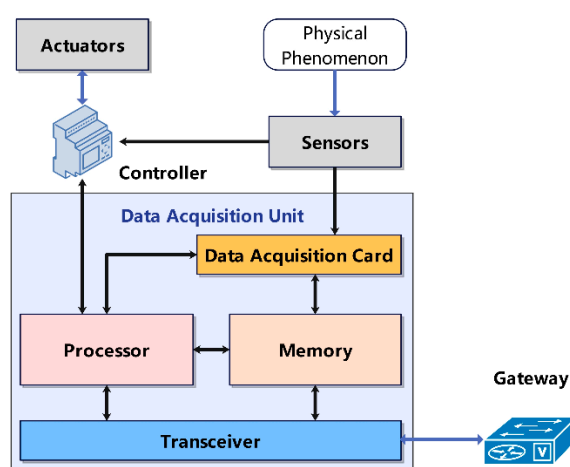 Actuators
Physical
Phenomenon
Sensors
Controller
Data Acquisition Unit
Data Acquisition Card
Processor
Memory
Gateway
Transceiver
V